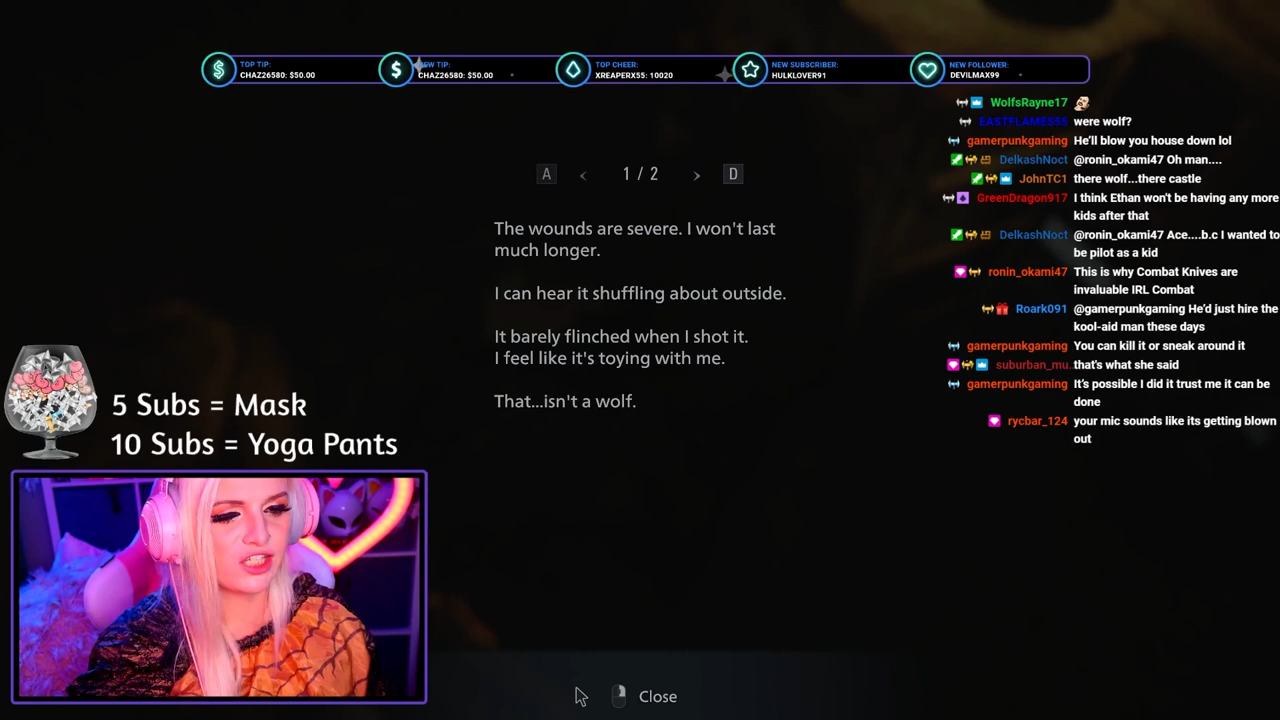 TOP TIP:
CHAZ26580: $50.00
NEW TIP:
CHAZ26580: $50.00
TOP CHEER:
XREAPERX55: 10020
NEW SUBSCRIBER:
HULKLOVER91
NEW FOLLOWER:
DEVILMAX99
A < 1 / 2 > D
The wounds are severe. I won't last
much longer.
I can hear it shuffling about outside.
It barely flinched when I shot it.
I feel like it's toying with me.
That...isn't a wolf.
Close
5 Subs = Mask
10 Subs = Yoga Pants
WolfsRayne17
EASTFLAMES55 were wolf?
gamerpunkgaming He'll blow you house down lol
DelkashNoct @ronin_okami47 Oh man....
JohnTC1 there wolf...there castle
GreenDragon917 I think Ethan won't be having any more
kids after that
DelkashNoct @ronin_okami47 Ace....b.c I wanted to
be pilot as a kid
ronin_okami47 This is why Combat Knives are
invaluable IRL Combat
Roark091 @gamerpunkgaming He'd just hire the
kool-aid man these days
gamerpunkgaming You can kill it or sneak around it
suburban_mu... that's what she said
gamerpunkgaming It's possible I did it trust me it can be
done
rycbar_124 your mic sounds like its getting blown
out